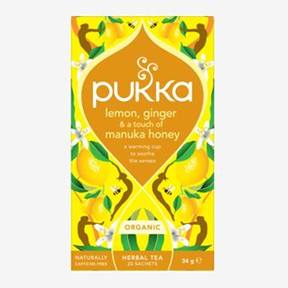 pukka
lemon, ginger
& a touch of
manuka honey
a warming cup
to soothe
the senses
ORGANIC
NATURALLY
CAFFEINE-FREE
HERBAL TEA
20 SACHETS
34 g e